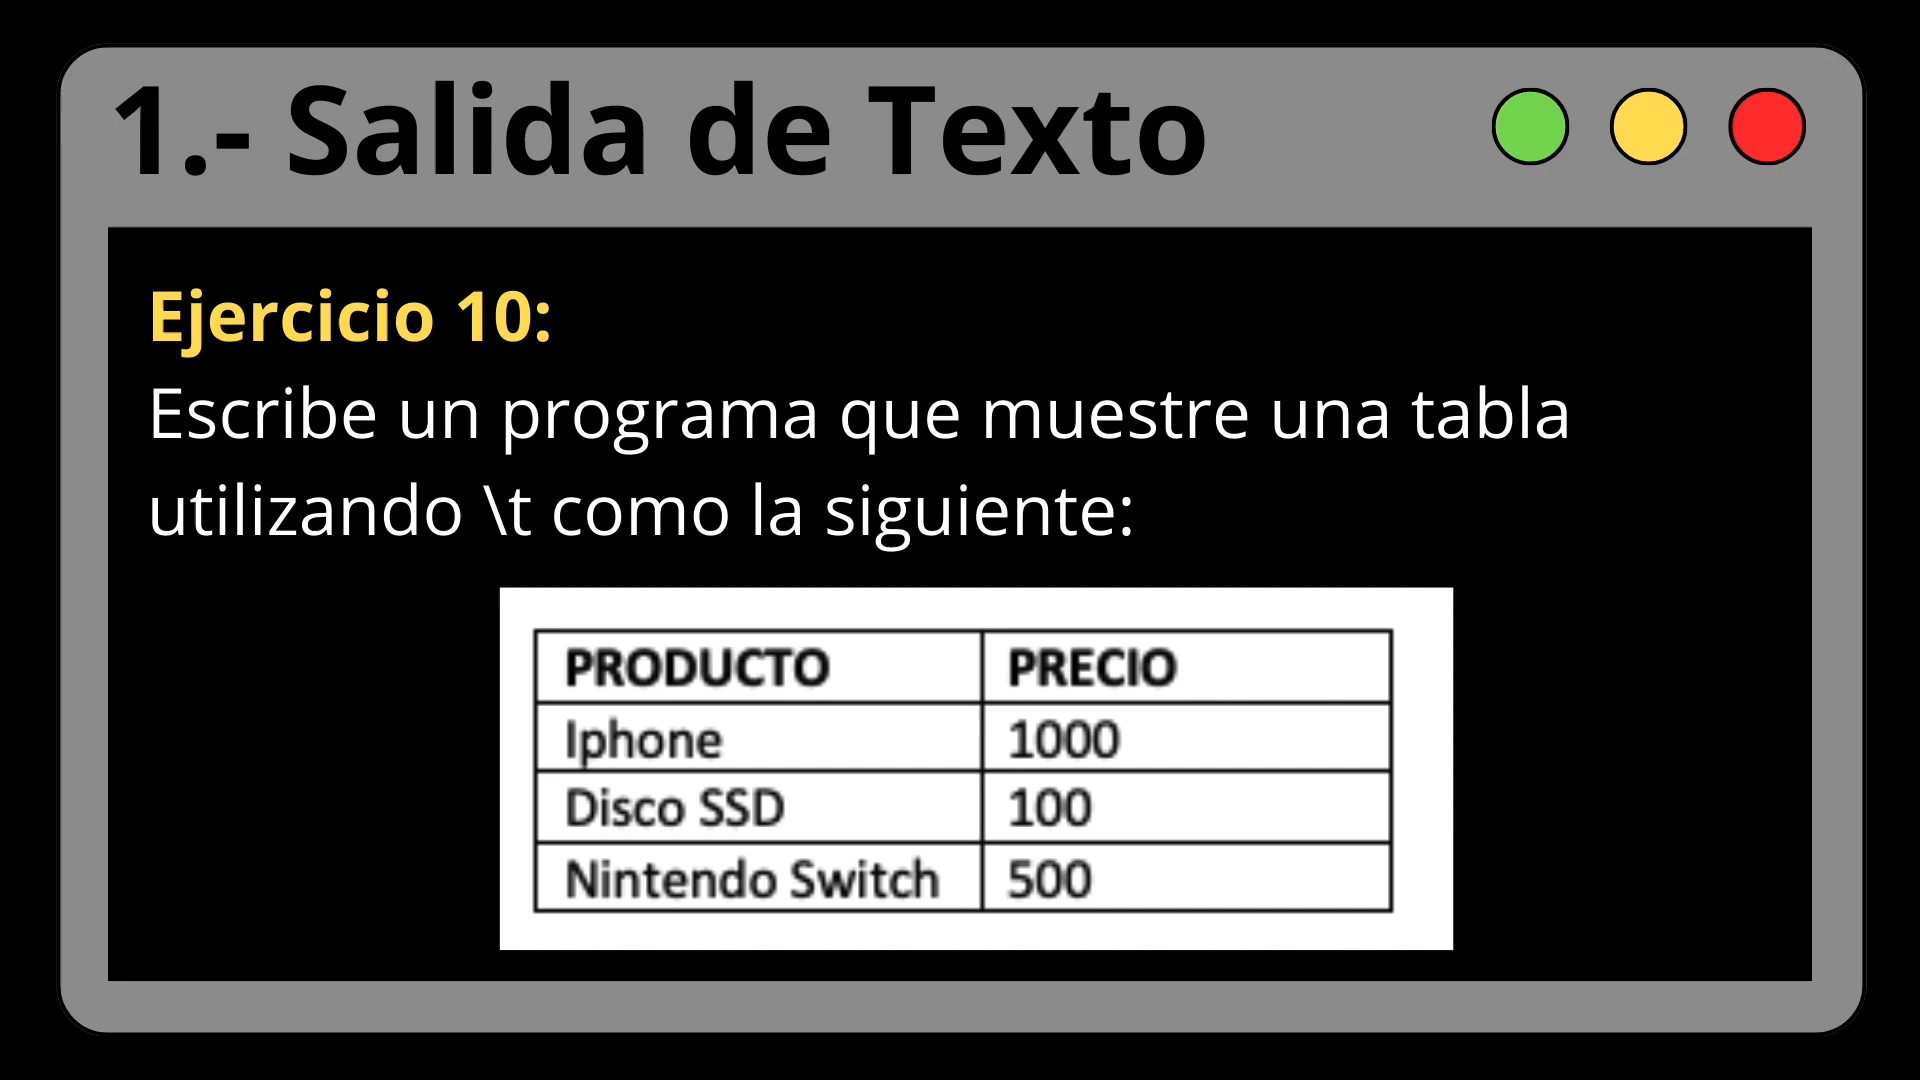 1.- Salida de Texto
Ejercicio 10:
Escribe un programa que muestre una tabla
utilizando \t como la siguiente:
PRODUCTO PRECIO
Iphone 1000
Disco SSD 100
Nintendo Switch 500